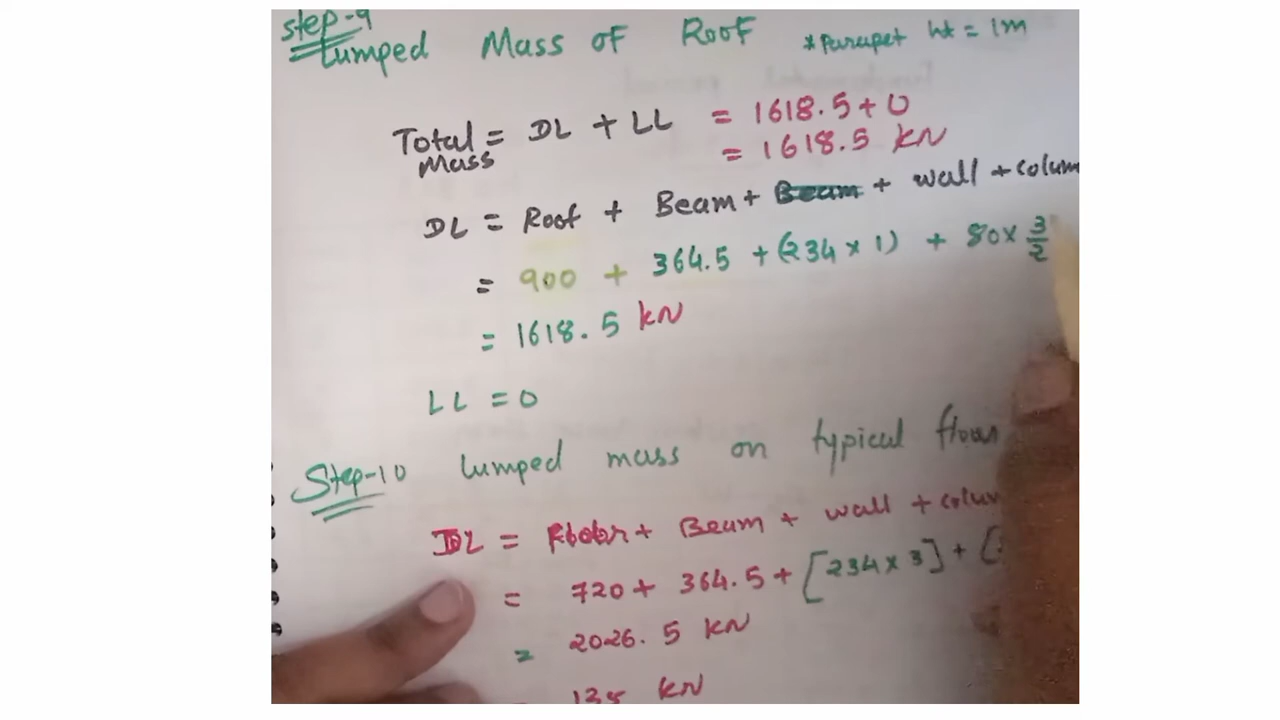 Step-9
Lumped Mass of Roof *Parapet ht = 1m
Total Mass = DL + LL = 1618.5 + 0
= 1618.5 kN
DL = Roof + Beam + Beam + wall + colum
= 900 + 364.5 + (234 × 1) + 80 × 3/2
= 1618.5 kN
LL = 0
Step-10 Lumped mass on typical floor
DL = Floor + Beam + wall + colu
= 720 + 364.5 + [234 × 3] + [
= 2026.5 kN
= 135 kN